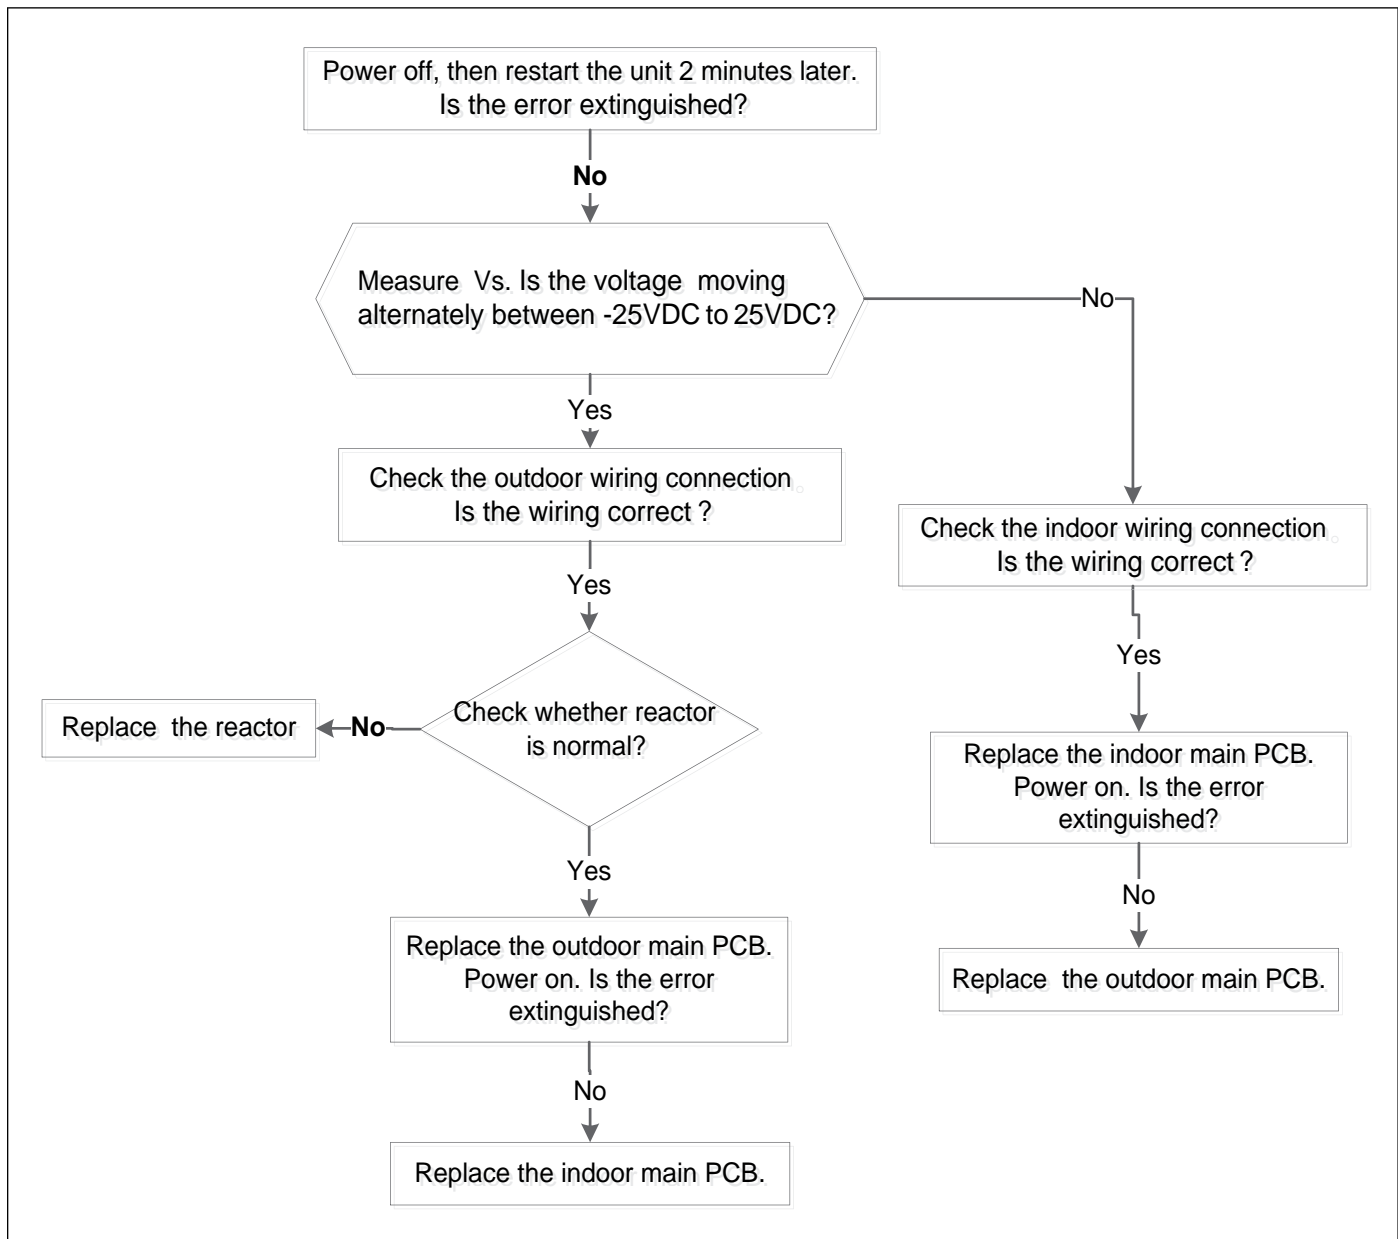 Power off, then restart the unit 2 minutes later.
Is the error extinguished?
No
Measure Vs. Is the voltage moving
alternately between -25VDC to 25VDC?
No
Yes
Check the outdoor wiring connection。
Is the wiring correct ?
Check the indoor wiring connection。
Is the wiring correct ?
Yes
Yes
Check whether reactor
is normal?
No
Replace the reactor
Replace the indoor main PCB.
Power on. Is the error
extinguished?
Yes
No
Replace the outdoor main PCB.
Power on. Is the error
extinguished?
Replace the outdoor main PCB.
No
Replace the indoor main PCB.